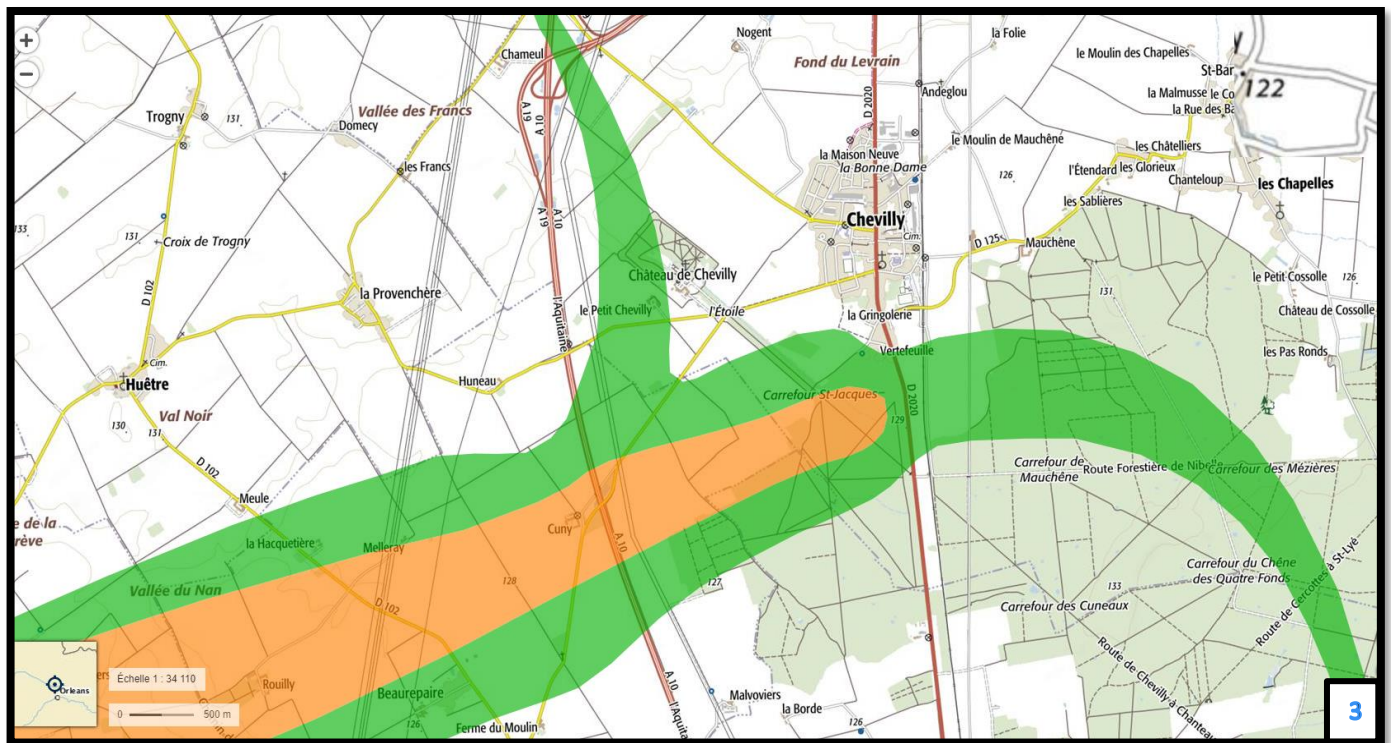 +
−
Nogent
la Folie
Chameul
Fond du Levrain
le Moulin des Chapelles
St-Bar
122
Andeglou
la Malmusse
le Co
la Rue des Ba
Trogny
131
Vallée des Francs
Domecy
A 19
A 10
D 2020
la Maison Neuve
la Bonne Dame
le Moulin de Mauchêne
les Châtelliers
l'Étendard
les Glorieux
Chanteloup
les Chapelles
les Francs
126
les Sablières
133
131
Croix de Trogny
A 10
A 19
Chevilly
Cim.
D 125
Mauchêne
D 102
la Provenchère
Château de Chevilly
le Petit Cossolle
126
131
le Petit Chevilly
l'Étoile
la Gringolene
Château de Cossolle
l'Aquitaine
Vertefeuille
les Pas Ronds
Cim.
Huêtre
Huneau
Carrefour St-Jacques
D 2020
129
Val Noir
130
131
D 102
Carrefour de
Mauchêne
Route Forestière de Nibelle
Carrefour des Mézières
Meule
e de la
rève
la Hacquetière
Melleray
Cuny
A 10
Vallée du Nan
128
127
D 102
133
Carrefour du Chêne
des Quatre Fonds
Carrefour des Cuneaux
Route de Cercottes à St-Lyé
Route de Chevilly à Chanteau
Orleans
ers
Échelle 1 : 34 110
Rouilly
Beaurepaire
126
0
500 m
Ferme du Moulin
A 10
l'Aquita
Malvoviers
la Borde
126
3